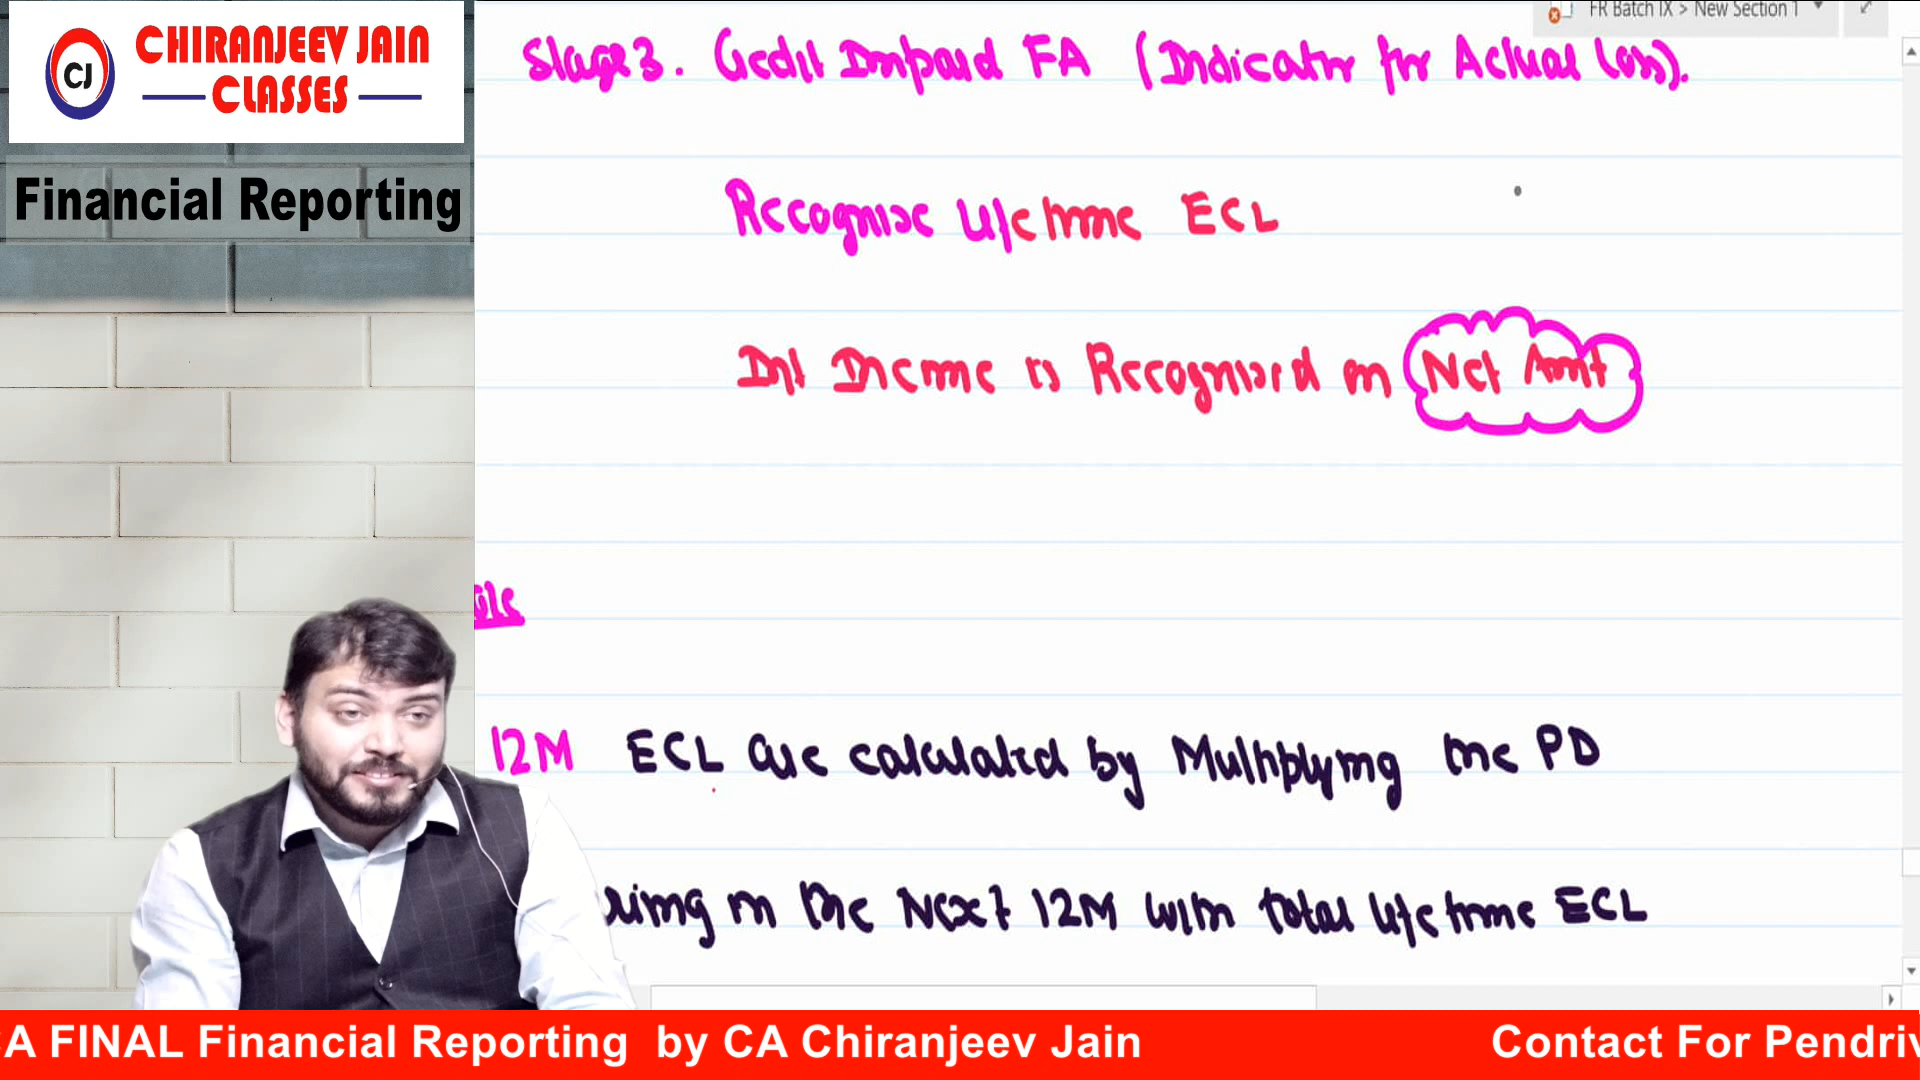 CHIRANJEEV JAIN
CLASSES
CJ
Financial Reporting
FR Batch IX > New Section 1
Stage 3. Credit Impaired FA (Indicator for Actual Loss).
Recognise lifetime ECL
Int Income is Recognised on Net Amt
12M ECL are calculated by Multiplying the PD
in the Next 12M with total lifetime ECL
CA FINAL Financial Reporting by CA Chiranjeev Jain
Contact For Pendriv